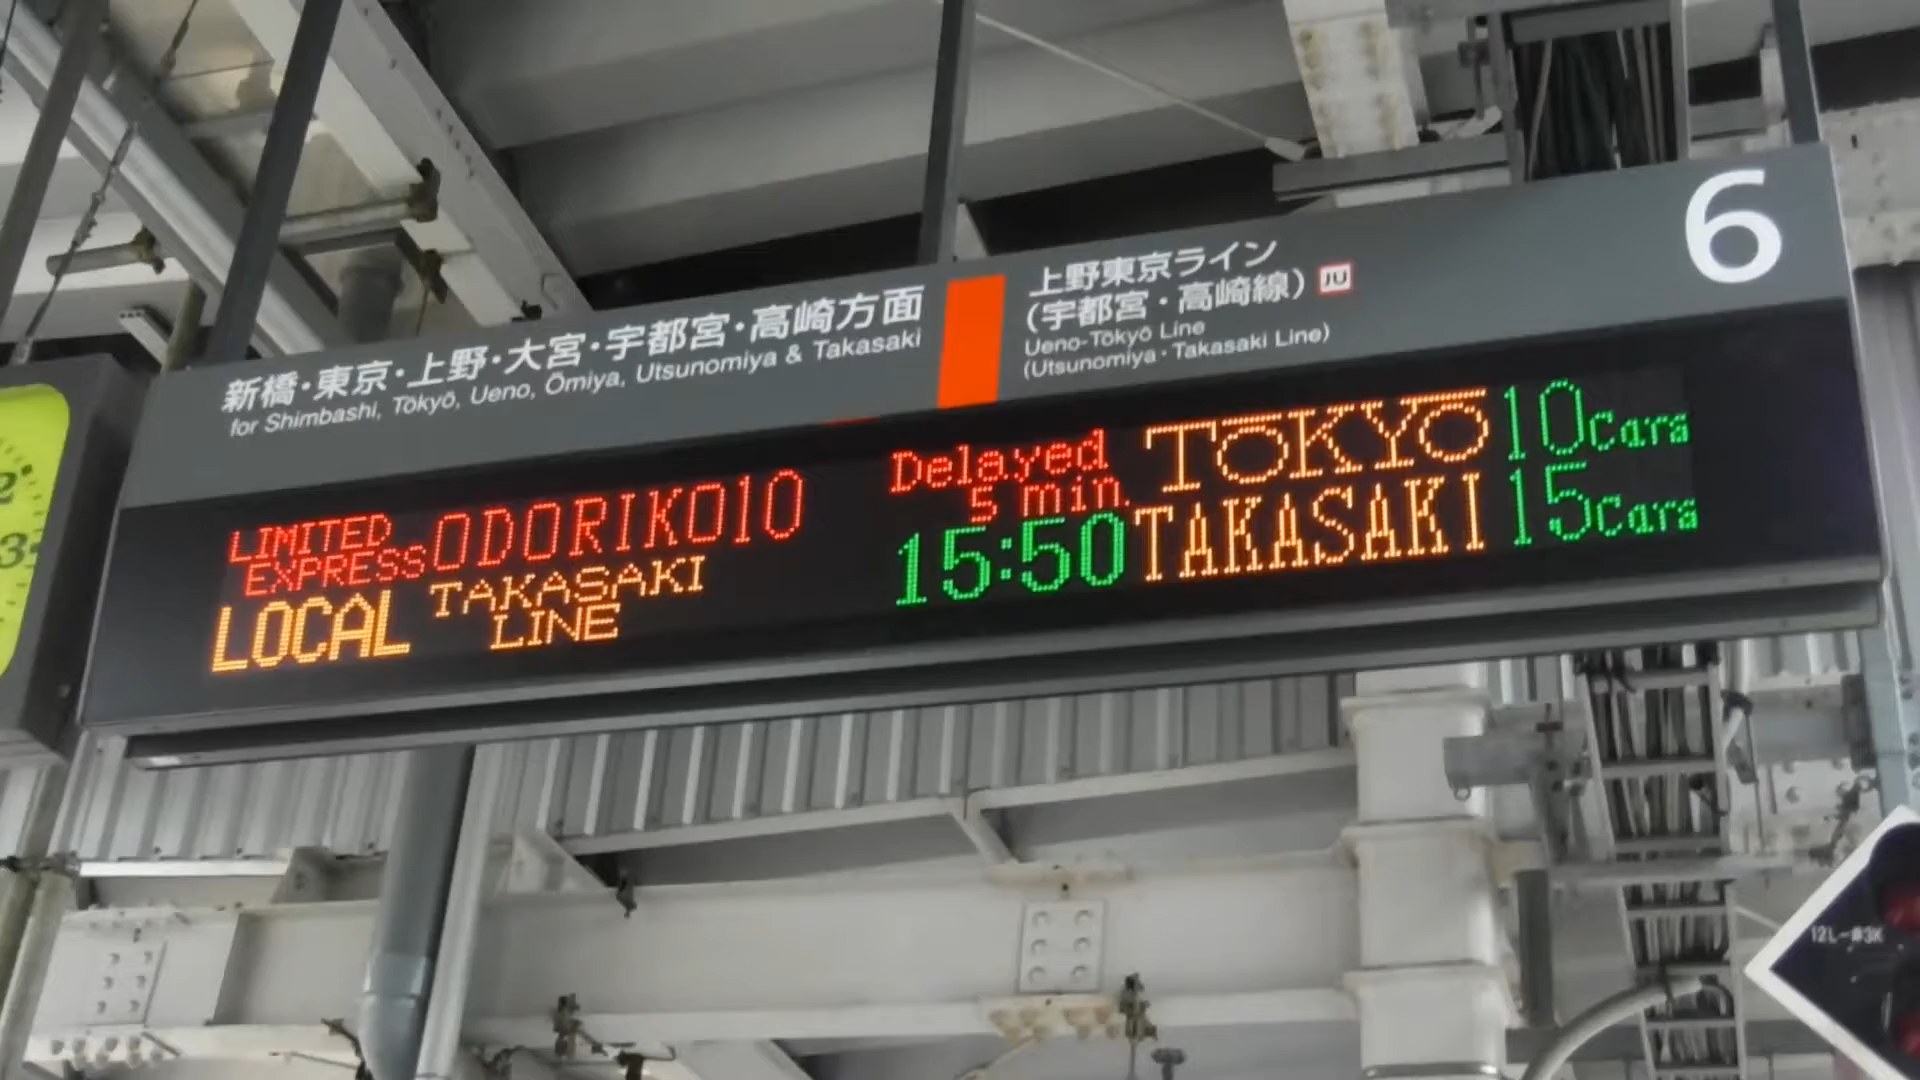 新橋・東京・上野・大宮・宇都宮・高崎方面
for Shimbashi, Tōkyō, Ueno, Ōmiya, Utsunomiya & Takasaki
上野東京ライン
(宇都宮・高崎線) JU
Ueno-Tōkyō Line
(Utsunomiya・Takasaki Line)
6
LIMITED EXPRESS ODORIKO10 Delayed 5 min. TŌKYŌ 10Cars
LOCAL TAKASAKI LINE 15:50 TAKASAKI 15Cars
2
3